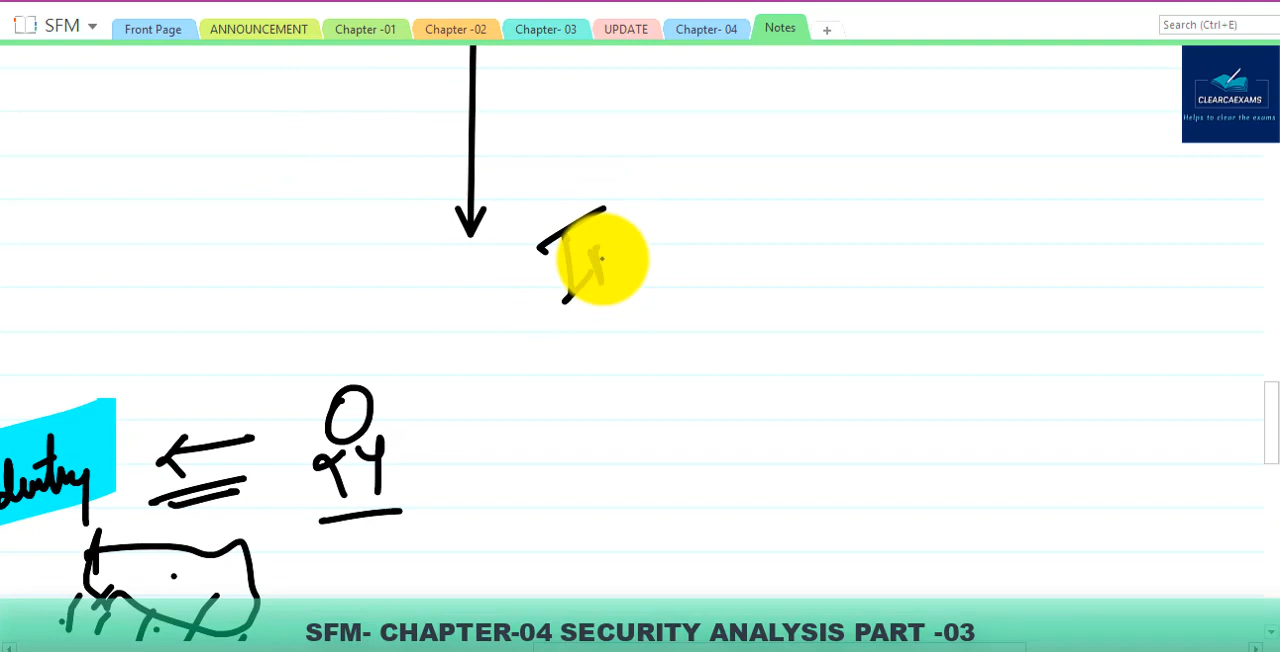 SFM Front Page ANNOUNCEMENT Chapter -01 Chapter -02 Chapter- 03 UPDATE Chapter- 04 Notes + Search (Ctrl+E)
CLEARCAEXAMS
Helps to clear the exams
SFM- CHAPTER-04 SECURITY ANALYSIS PART -03